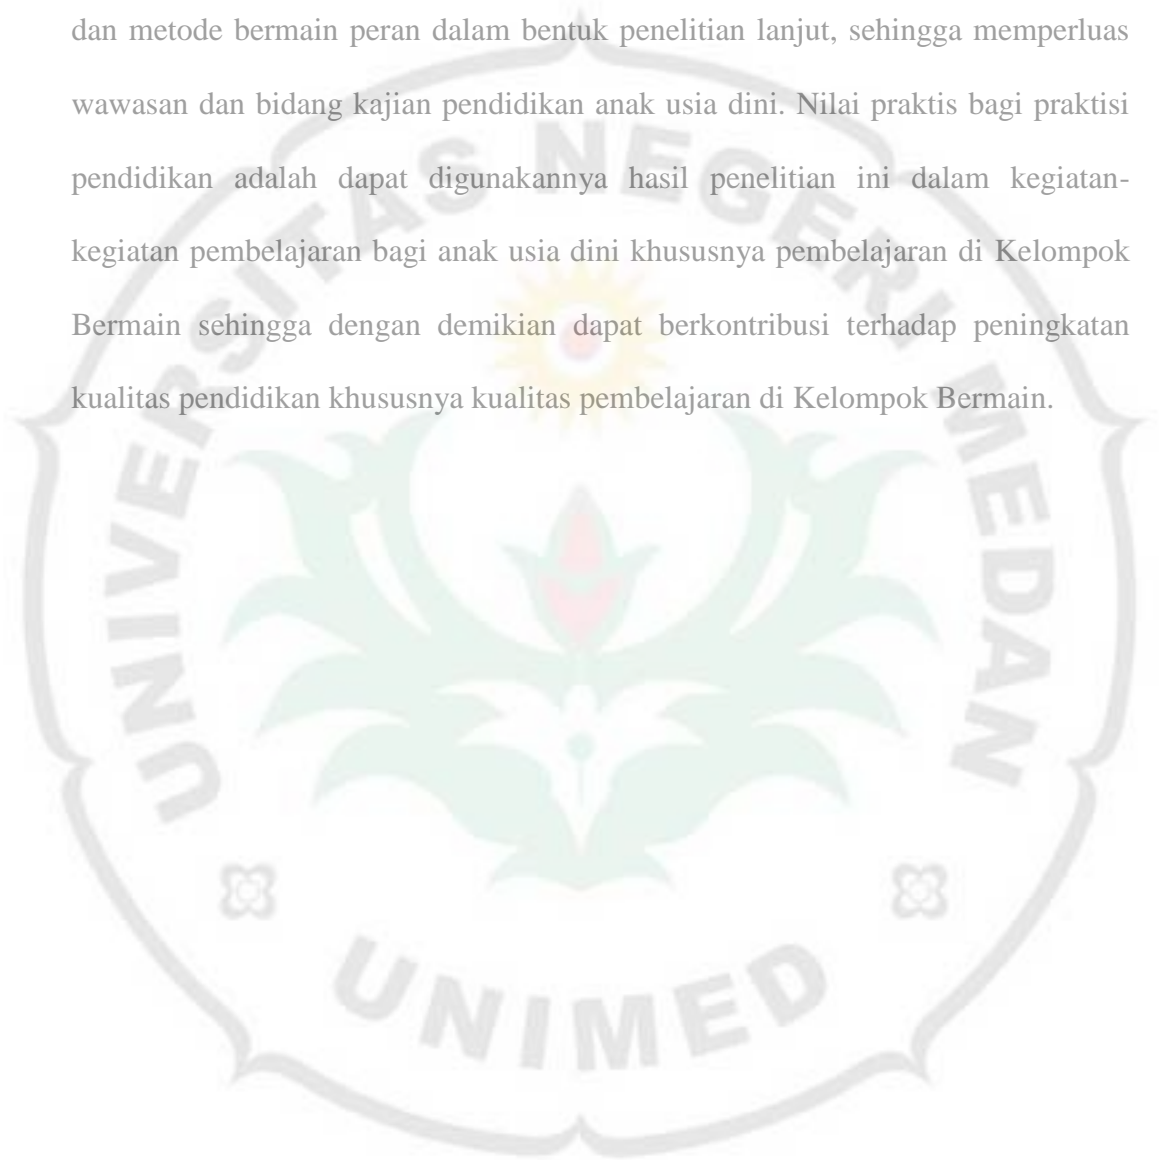 dan metode bermain peran dalam bentuk penelitian lanjut, sehingga memperluas
wawasan dan bidang kajian pendidikan anak usia dini. Nilai praktis bagi praktisi
pendidikan adalah dapat digunakannya hasil penelitian ini dalam kegiatan-
kegiatan pembelajaran bagi anak usia dini khususnya pembelajaran di Kelompok
Bermain sehingga dengan demikian dapat berkontribusi terhadap peningkatan
kualitas pendidikan khususnya kualitas pembelajaran di Kelompok Bermain.
UNIVERSITAS NEGERI MEDAN
UNIMED